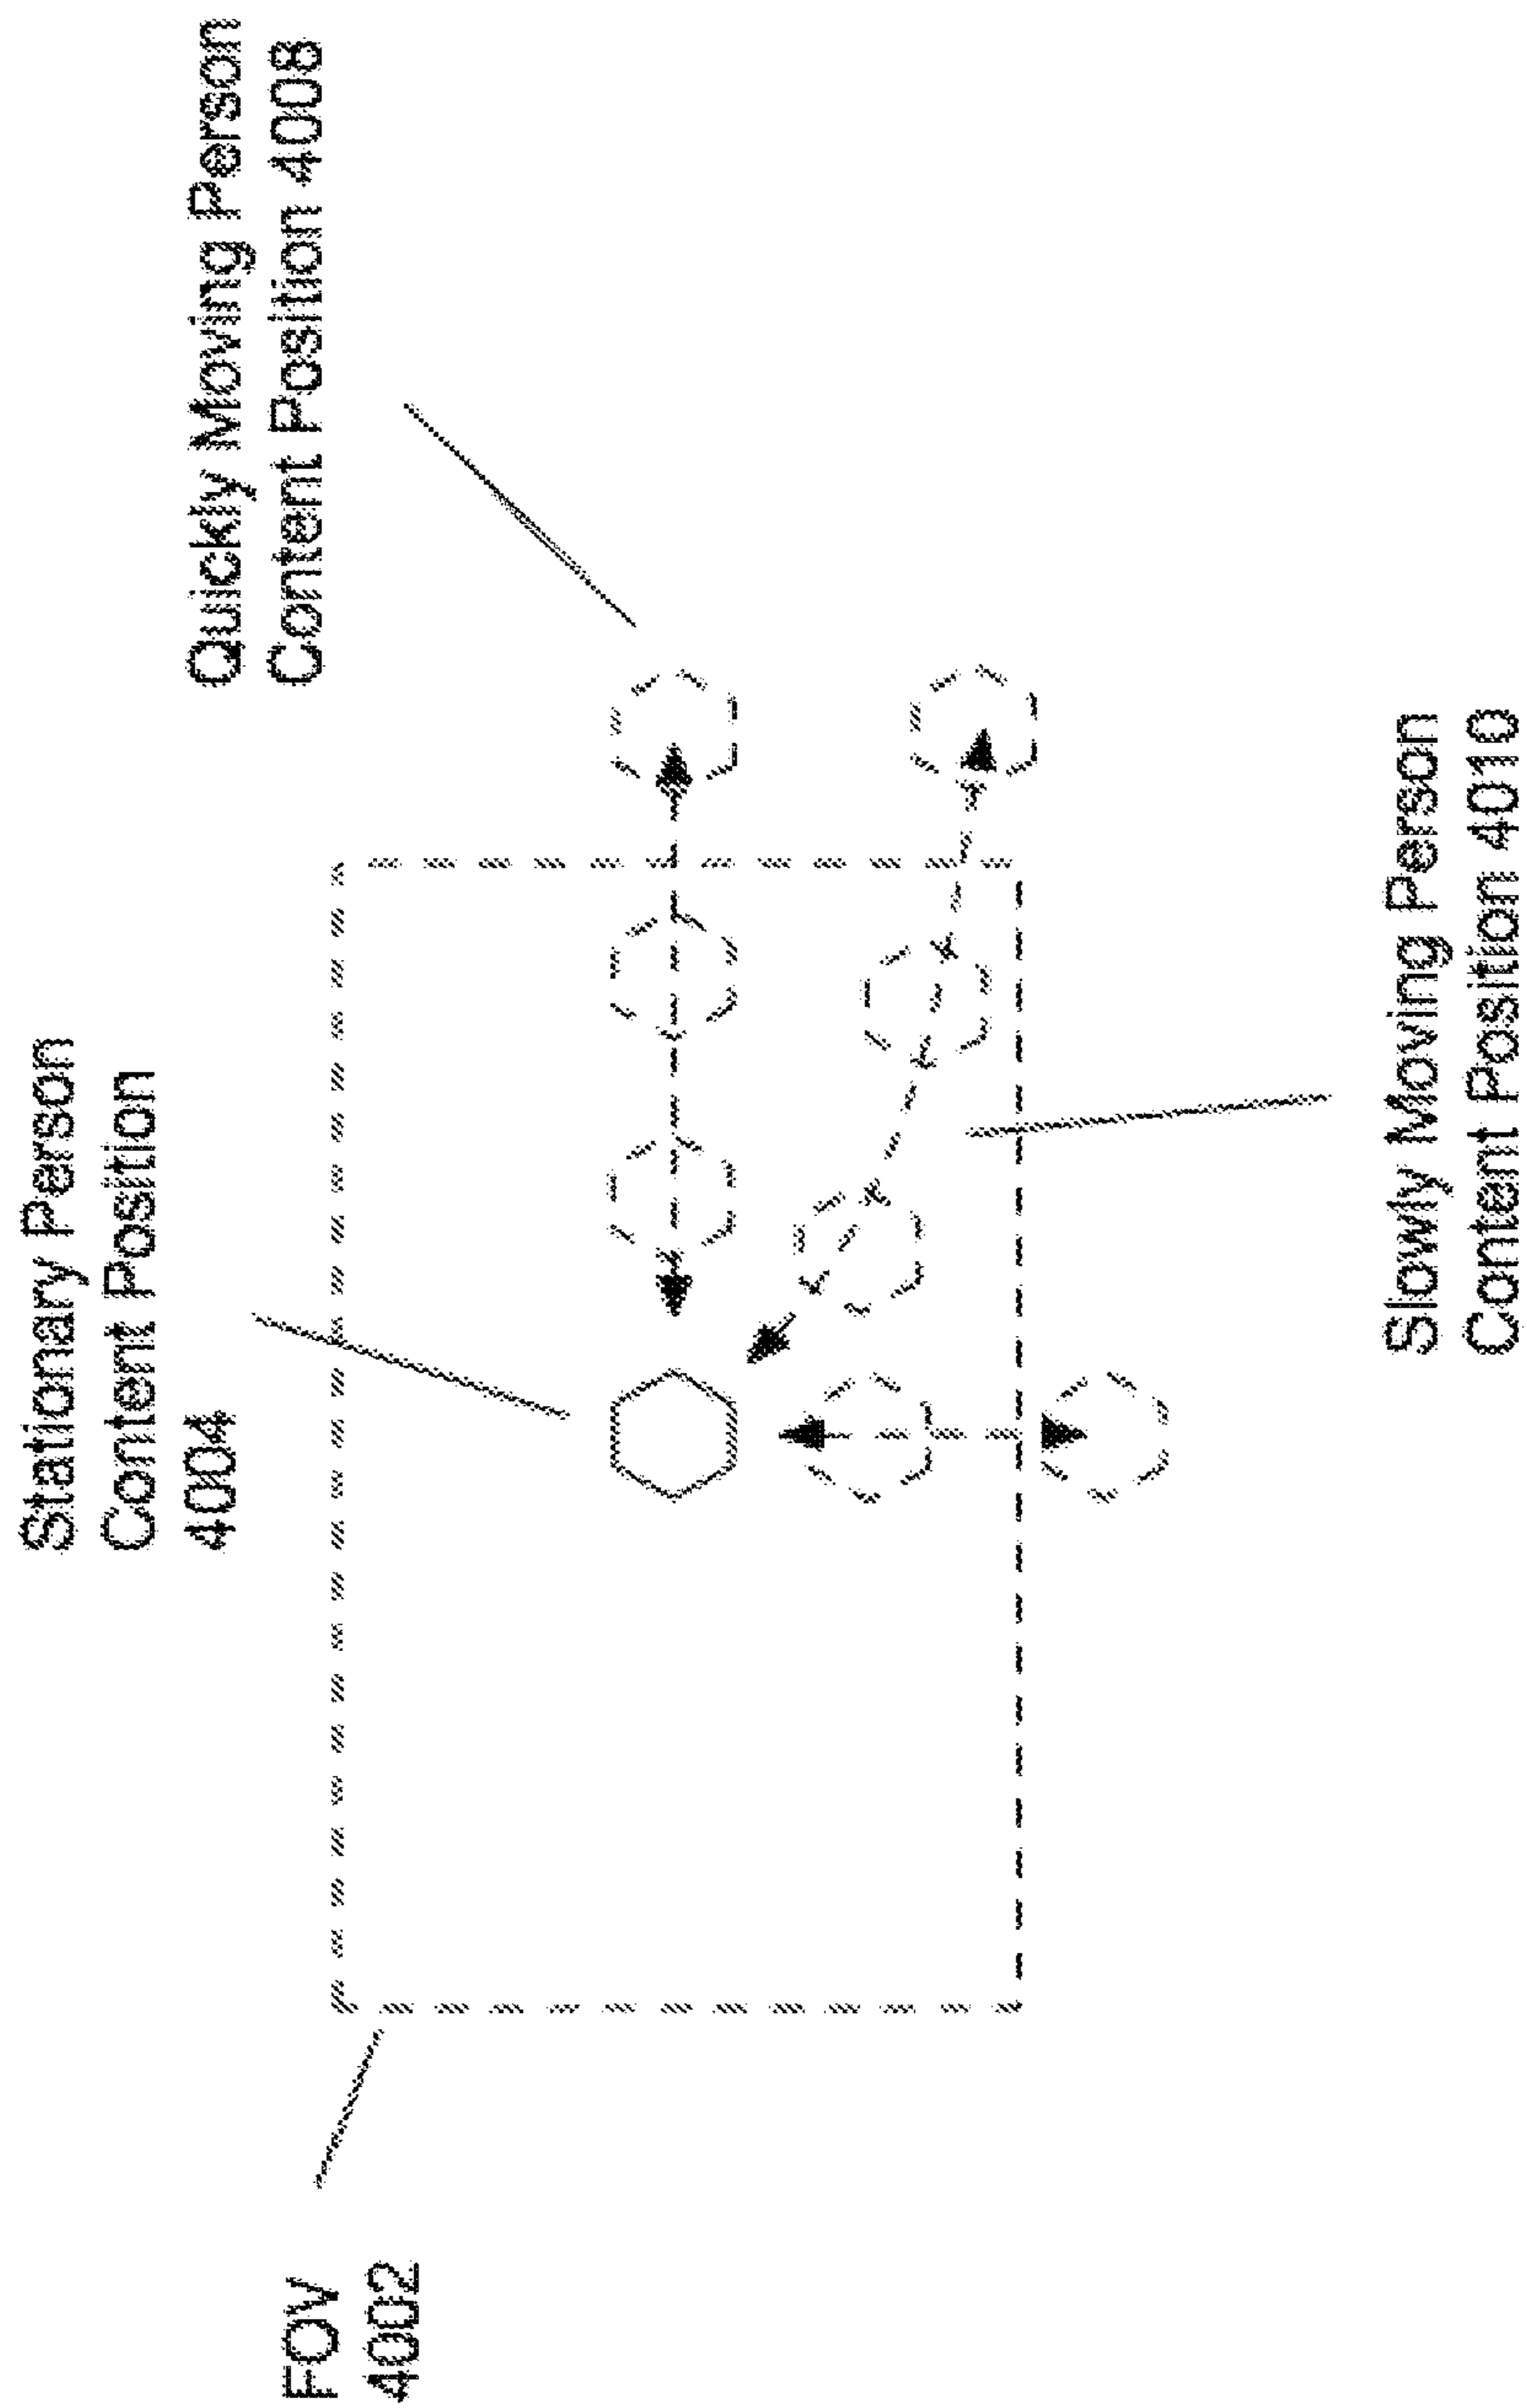 Stationary Person
Content Position
4004
Quickly Moving Person
Content Position 4008
FOV
4002
Slowly Moving Person
Content Position 4010